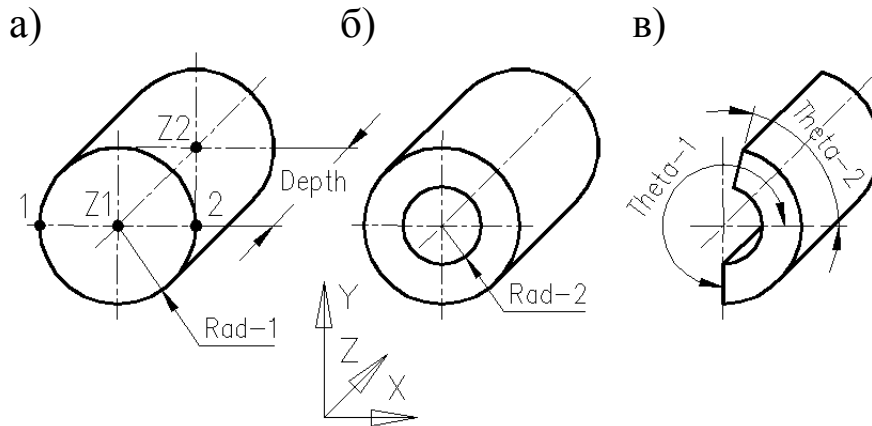 а) б) в)
Z2
Depth
1 Z1 2
Rad-1
Rad-2
Theta-1
Theta-2
Y
Z
X